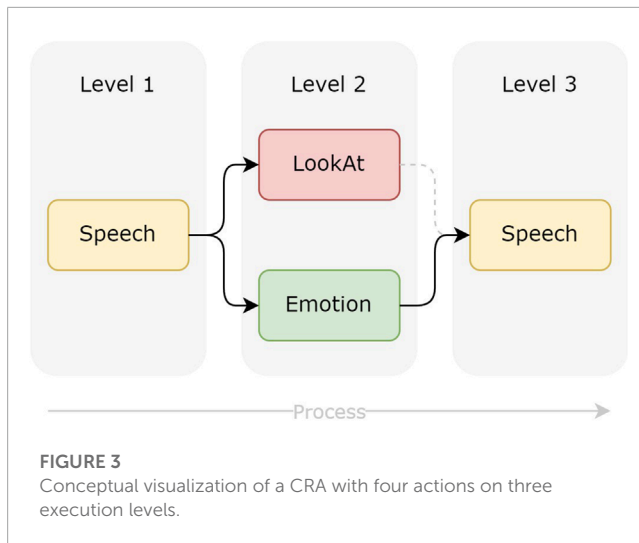 Level 1
Level 2
Level 3
LookAt
Speech
Speech
Emotion
Process
FIGURE 3
Conceptual visualization of a CRA with four actions on three
execution levels.